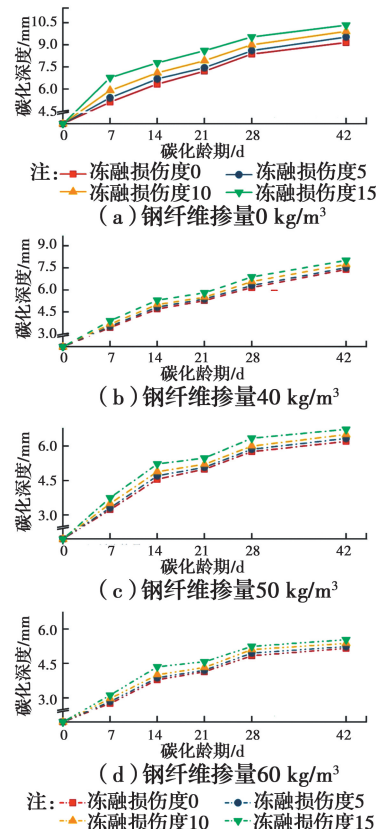 碳化深度/mm
10.5
9.0
7.5
6.0
4.5
0 7 14 21 28 42
碳化龄期/d
注: 冻融损伤度0 冻融损伤度5
冻融损伤度10 冻融损伤度15
(a)钢纤维掺量0 kg/m³
碳化深度/mm
9.0
7.5
6.0
4.5
3.0
0 7 14 21 28 42
碳化龄期/d
(b)钢纤维掺量40 kg/m³
碳化深度/mm
6.0
4.5
3.0
0 7 14 21 28 42
碳化龄期/d
(c)钢纤维掺量50 kg/m³
碳化深度/mm
6.0
4.5
3.0
0 7 14 21 28 42
碳化龄期/d
(d)钢纤维掺量60 kg/m³
注: 冻融损伤度0 冻融损伤度5
冻融损伤度10 冻融损伤度15